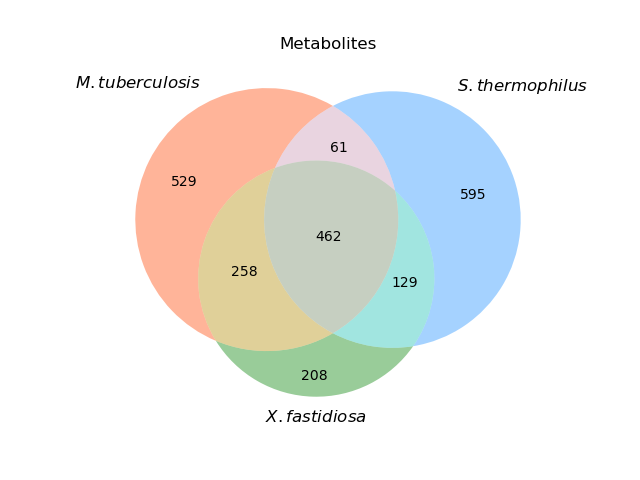 Metabolites
M.tuberculosis
S.thermophilus
61
529
595
462
258
129
208
X.fastidiosa